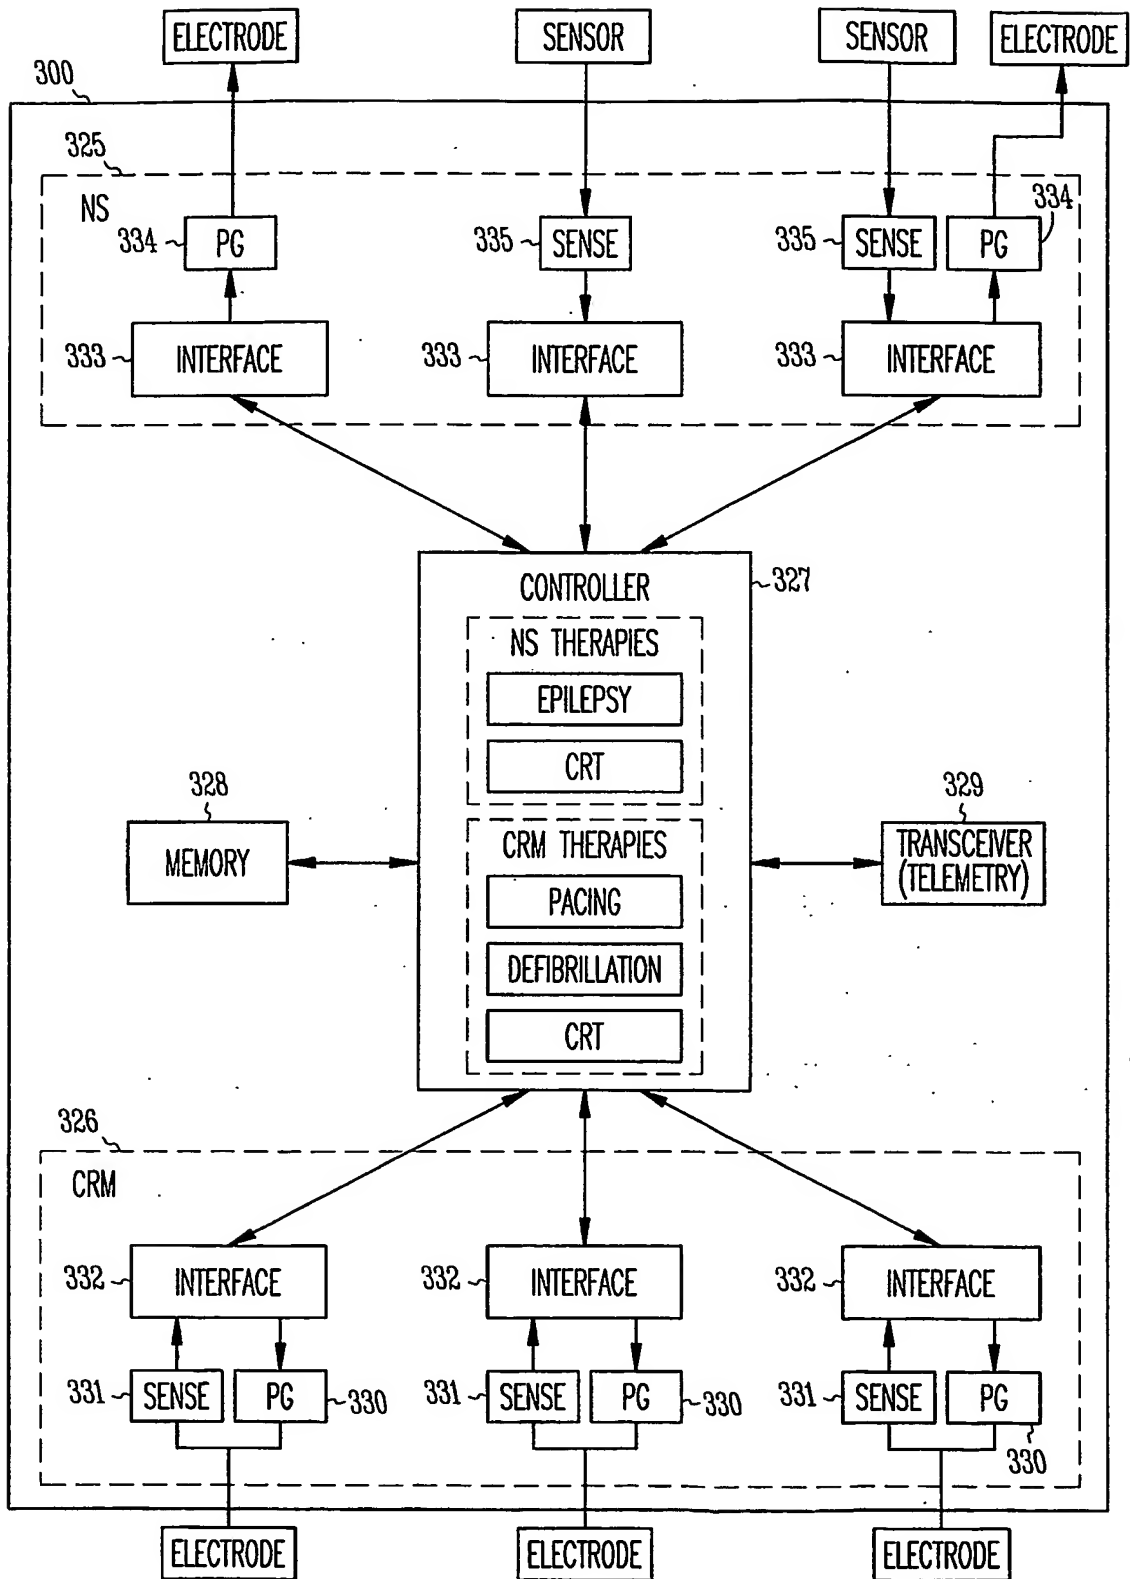 ELECTRODE
SENSOR
SENSOR
ELECTRODE
300
325
NS
334
PG
335
SENSE
335
SENSE
PG
334
333
INTERFACE
333
INTERFACE
333
INTERFACE
CONTROLLER
327
NS THERAPIES
EPILEPSY
CRT
328
MEMORY
329
TRANSCEIVER
(TELEMETRY)
CRM THERAPIES
PACING
DEFIBRILLATION
CRT
326
CRM
332
INTERFACE
332
INTERFACE
332
INTERFACE
331
SENSE
PG
330
331
SENSE
PG
330
331
SENSE
PG
330
ELECTRODE
ELECTRODE
ELECTRODE